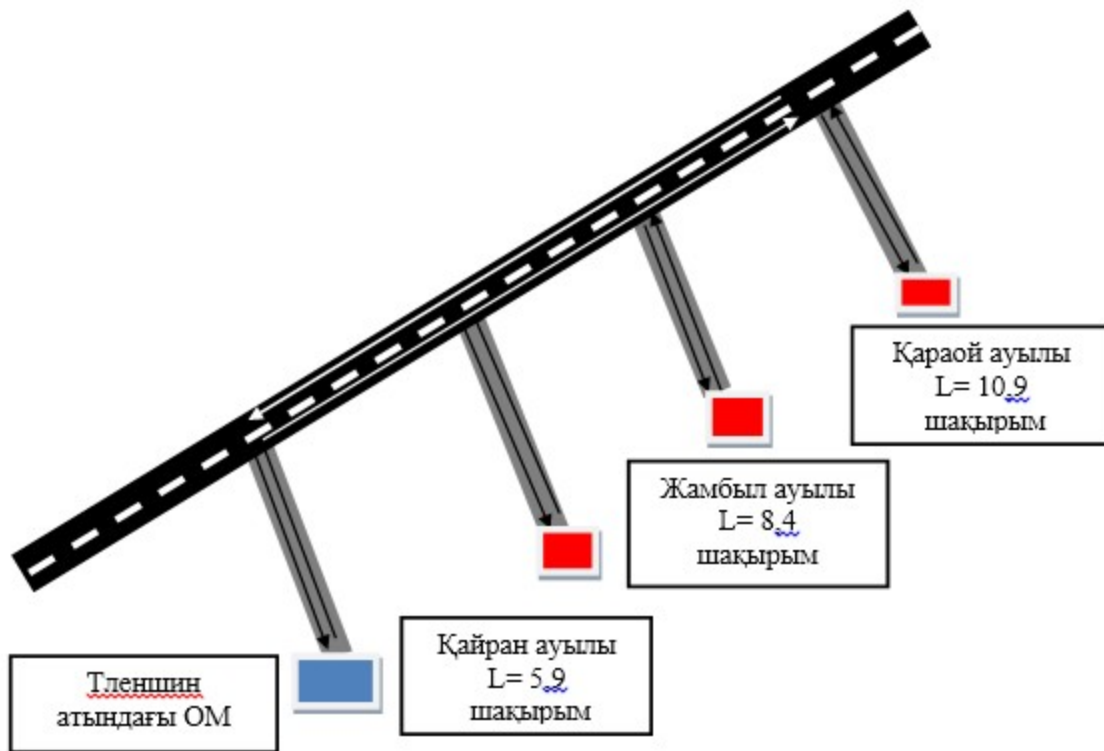 Қараой ауылы
L= 10.9
шақырым
Жамбыл ауылы
L= 8.4
шақырым
Қайран ауылы
L= 5.9
шақырым
Тленшин
атындағы ОМ